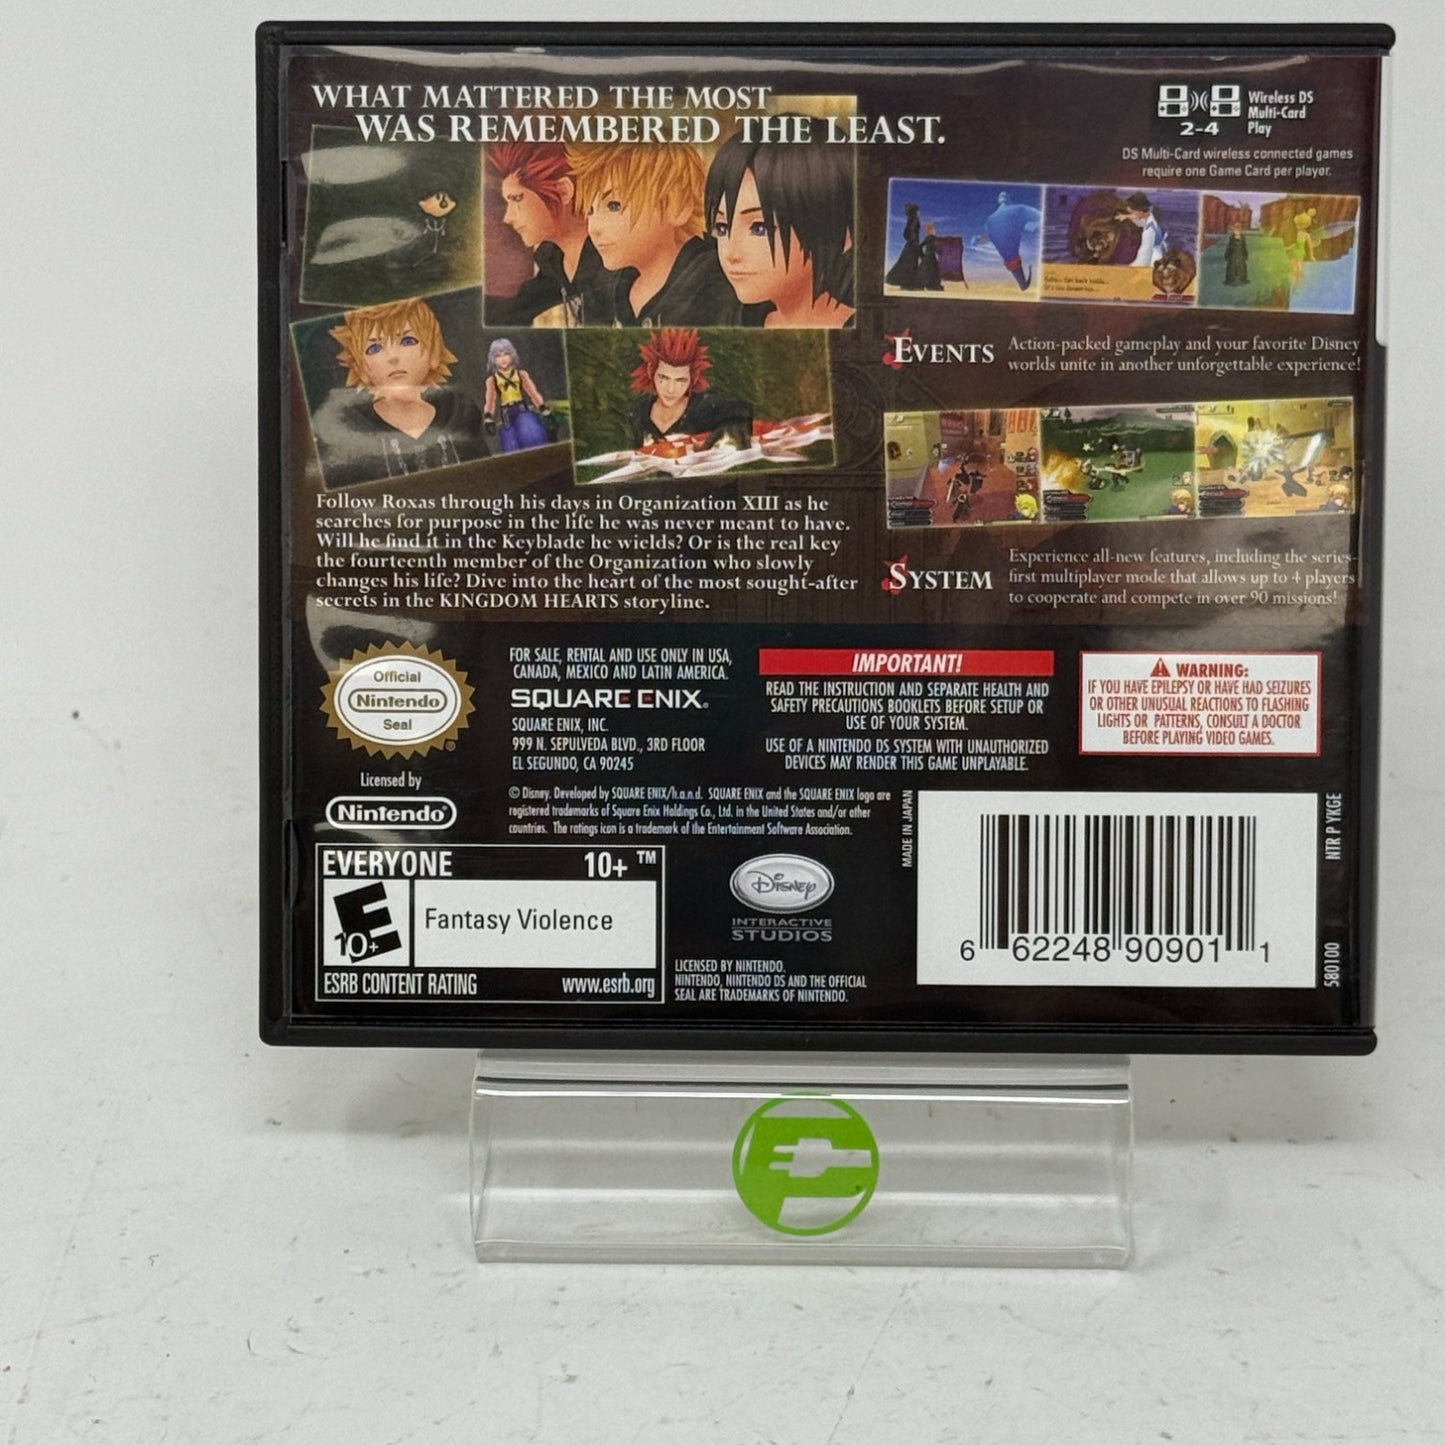 WHAT MATTERED THE MOST
WAS REMEMBERED THE LEAST.
2-4
Wireless DS
Multi-Card
Play
DS Multi-Card wireless connected games
require one Game Card per player.
EVENTS
Action-packed gameplay and your favorite Disney
worlds unite in another unforgettable experience!
Follow Roxas through his days in Organization XIII as he
searches for purpose in the life he was never meant to have.
Will he find it in the Keyblade he wields? Or is the real key
the fourteenth member of the Organization who slowly
changes his life? Dive into the heart of the most sought-after
secrets in the KINGDOM HEARTS storyline.
SYSTEM
Experience all-new features, including the series-
first multiplayer mode that allows up to 4 players
to cooperate and compete in over 90 missions!
Official
Nintendo
Seal
®
Licensed by
Nintendo®
FOR SALE, RENTAL AND USE ONLY IN USA,
CANADA, MEXICO AND LATIN AMERICA.
SQUARE ENIX®
SQUARE ENIX, INC.
999 N. SEPULVEDA BLVD., 3RD FLOOR
EL SEGUNDO, CA 90245
IMPORTANT!
READ THE INSTRUCTION AND SEPARATE HEALTH AND
SAFETY PRECAUTIONS BOOKLETS BEFORE SETUP OR
USE OF YOUR SYSTEM.
USE OF A NINTENDO DS SYSTEM WITH UNAUTHORIZED
DEVICES MAY RENDER THIS GAME UNPLAYABLE.
WARNING:
IF YOU HAVE EPILEPSY OR HAVE HAD SEIZURES
OR OTHER UNUSUAL REACTIONS TO FLASHING
LIGHTS OR PATTERNS, CONSULT A DOCTOR
BEFORE PLAYING VIDEO GAMES.
© Disney. Developed by SQUARE ENIX/h.a.n.d. SQUARE ENIX and the SQUARE ENIX logo are
registered trademarks of Square Enix Holdings Co., Ltd. in the United States and/or other
countries. The ratings icon is a trademark of the Entertainment Software Association.
EVERYONE 10+ ™
E
10+
Fantasy Violence
ESRB CONTENT RATING www.esrb.org
Disney
INTERACTIVE
STUDIOS
LICENSED BY NINTENDO.
NINTENDO, NINTENDO DS AND THE OFFICIAL
SEAL ARE TRADEMARKS OF NINTENDO.
MADE IN JAPAN
6 62248 90901 1
NTR P YKGE
580100